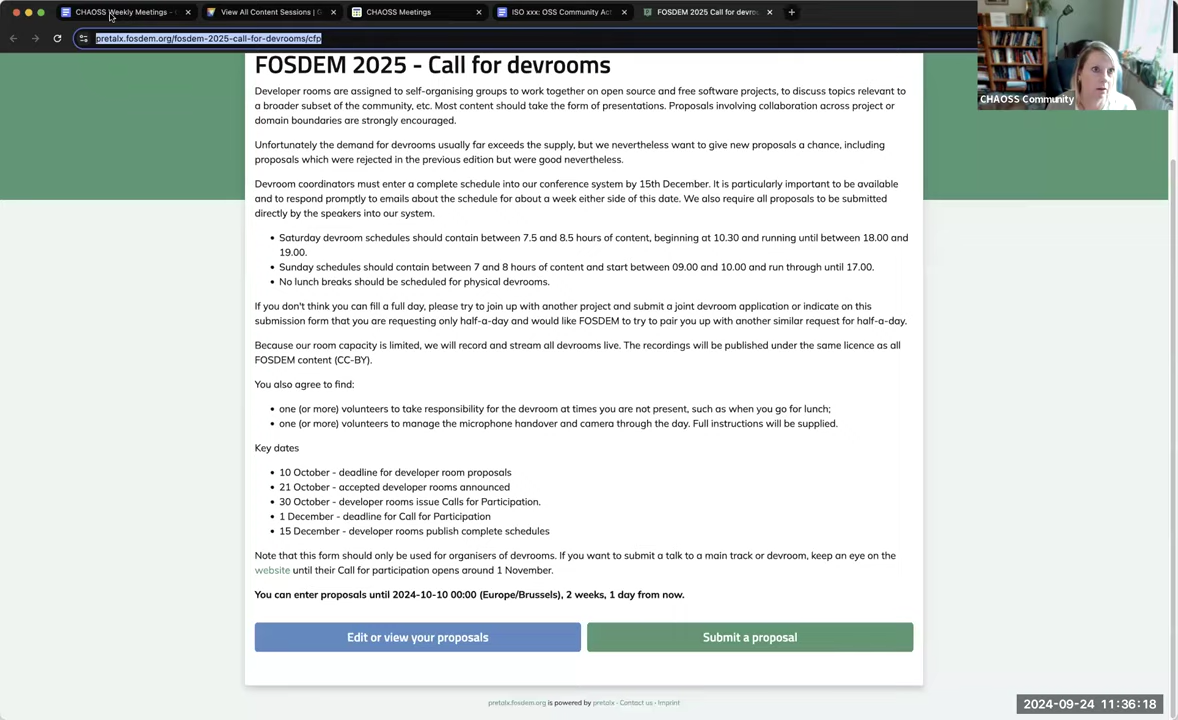 CHAOSS Weekly Meetings -
View All Content Sessions |
CHAOSS Meetings
ISO xxx: OSS Community Act
FOSDEM 2025 Call for devro
pretalx.fosdem.org/fosdem-2025-call-for-devrooms/cfp
CHAOSS Community
FOSDEM 2025 - Call for devrooms
Developer rooms are assigned to self-organising groups to work together on open source and free software projects, to discuss topics relevant to
a broader subset of the community, etc. Most content should take the form of presentations. Proposals involving collaboration across project or
domain boundaries are strongly encouraged.
Unfortunately the demand for devrooms usually far exceeds the supply, but we nevertheless want to give new proposals a chance, including
proposals which were rejected in the previous edition but were good nevertheless.
Devroom coordinators must enter a complete schedule into our conference system by 15th December. It is particularly important to be available
and to respond promptly to emails about the schedule for about a week either side of this date. We also require all proposals to be submitted
directly by the speakers into our system.
• Saturday devroom schedules should contain between 7.5 and 8.5 hours of content, beginning at 10.30 and running until between 18.00 and
19.00.
• Sunday schedules should contain between 7 and 8 hours of content and start between 09.00 and 10.00 and run through until 17.00.
• No lunch breaks should be scheduled for physical devrooms.
If you don't think you can fill a full day, please try to join up with another project and submit a joint devroom application or indicate on this
submission form that you are requesting only half-a-day and would like FOSDEM to try to pair you up with another similar request for half-a-day.
Because our room capacity is limited, we will record and stream all devrooms live. The recordings will be published under the same licence as all
FOSDEM content (CC-BY).
You also agree to find:
• one (or more) volunteers to take responsibility for the devroom at times you are not present, such as when you go for lunch;
• one (or more) volunteers to manage the microphone handover and camera through the day. Full instructions will be supplied.
Key dates
• 10 October - deadline for developer room proposals
• 21 October - accepted developer rooms announced
• 30 October - developer rooms issue Calls for Participation.
• 1 December - deadline for Call for Participation
• 15 December - developer rooms publish complete schedules
Note that this form should only be used for organisers of devrooms. If you want to submit a talk to a main track or devroom, keep an eye on the
website until their Call for participation opens around 1 November.
You can enter proposals until 2024-10-10 00:00 (Europe/Brussels), 2 weeks, 1 day from now.
Edit or view your proposals
Submit a proposal
pretalx.fosdem.org is powered by pretalx · Contact us · Imprint
2024-09-24 11:36:18